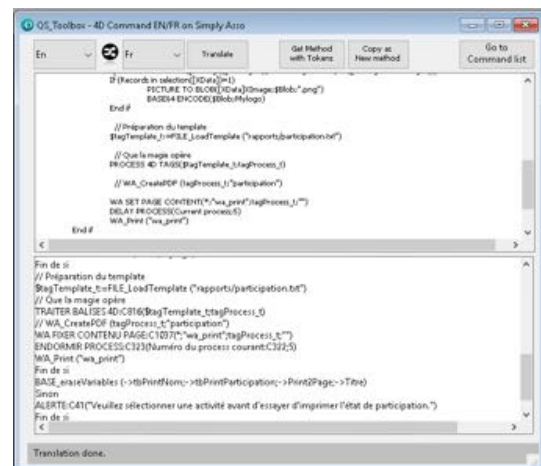 QS_Toolbox - 4D Command EN/FR on Simply Asso
En Fr Translate Get Method with Tokens Copy as New method Go to Command list
If (Records in selection([XData])=1)
PICTURE TO BLOB([XData]XImage;$Blob;".png")
BASE64 ENCODE($Blob;Mylogo)
End if
// Préparation du template
$tagTemplate_t:=FILE_LoadTemplate ("rapports/participation.txt")
// Que la magie opère
PROCESS 4D TAGS($tagTemplate_t;tagProcess_t)
// WA_CreatePDF (tagProcess_t;"participation")
WA SET PAGE CONTENT(*;"wa_print";tagProcess_t;"")
DELAY PROCESS(Current process;5)
WA_Print ("wa_print")
End if
Fin de si
// Préparation du template
$tagTemplate_t:=FILE_LoadTemplate ("rapports/participation.txt")
// Que la magie opère
TRAITER BALISES 4D:C816($tagTemplate_t;tagProcess_t)
// WA_CreatePDF (tagProcess_t;"participation")
WA FIXER CONTENU PAGE:C1037(*;"wa_print";tagProcess_t;"")
ENDORMIR PROCESS:C323(Numéro du process courant:C322;5)
WA_Print ("wa_print")
Fin de si
BASE_eraseVariables (->tbPrintNom;->tbPrintParticipation;->Print2Page;->Titre)
Sinon
ALERTE:C41("Veuillez sélectionner une activité avant d'essayer d'imprimer l'état de participation.")
Fin de si
Translation done.